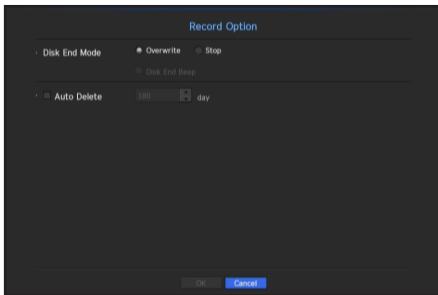 Record Option
Disk End Mode Overwrite Stop
Disk End Beep
Auto Delete 180 day
OK Cancel